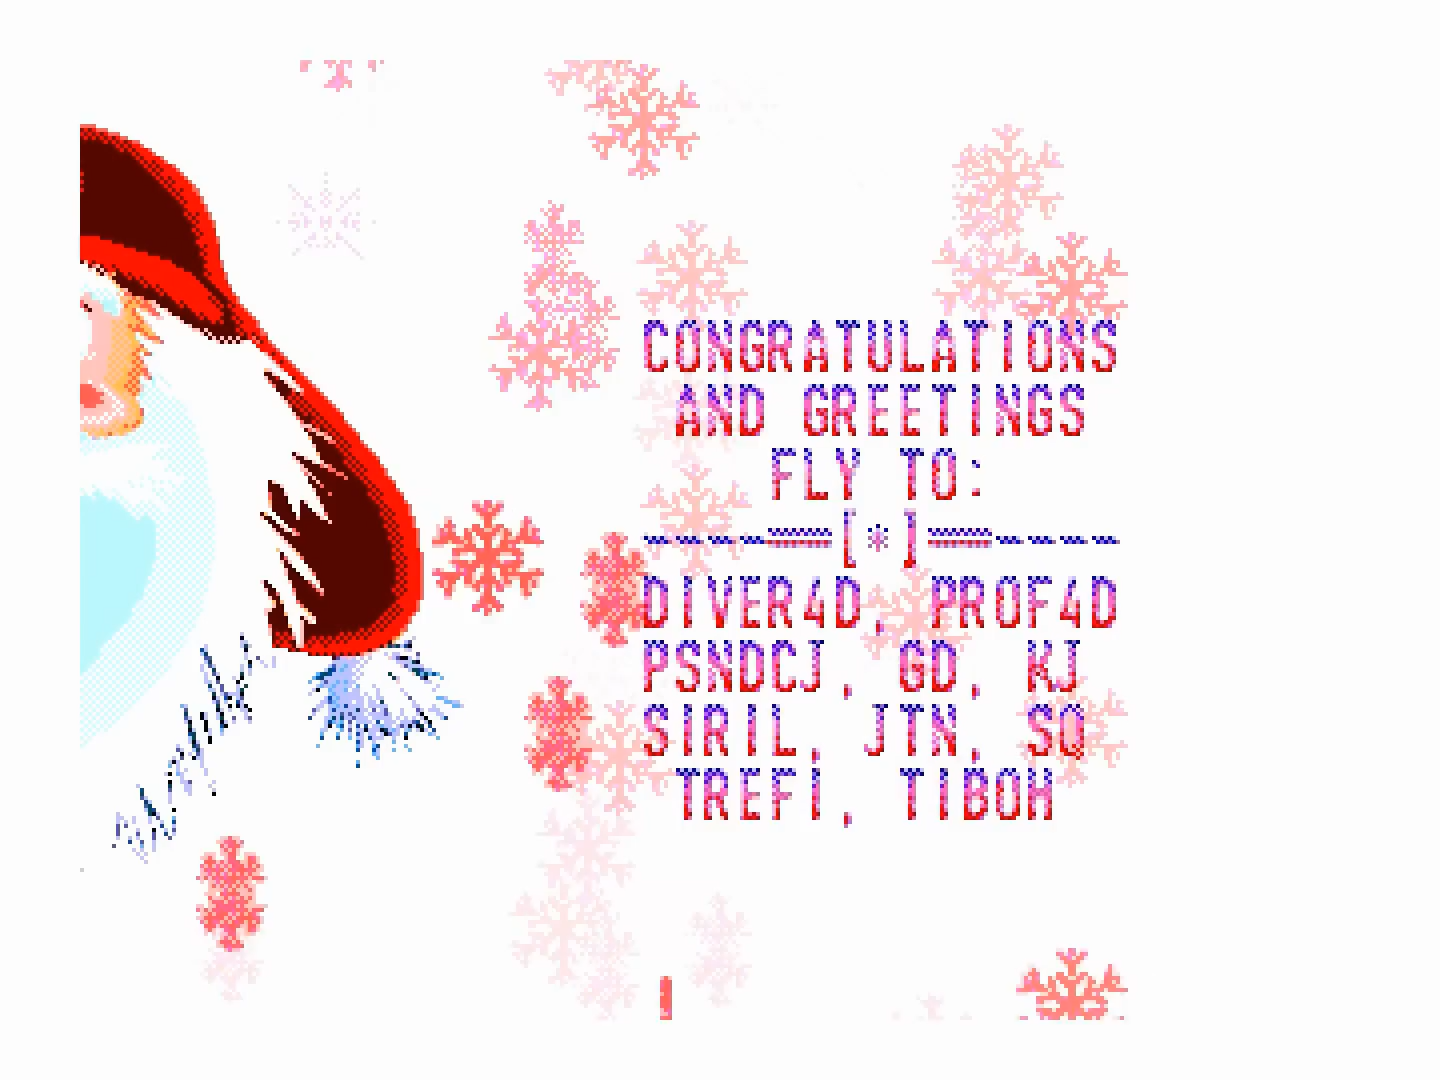 CONGRATULATIONS
AND GREETINGS
FLY TO:
----===[*]===----
DIVER4D, PROF4D
PSNDCJ, GD, KJ
SIRIL, JTN, SQ
TREFI, TIBOH